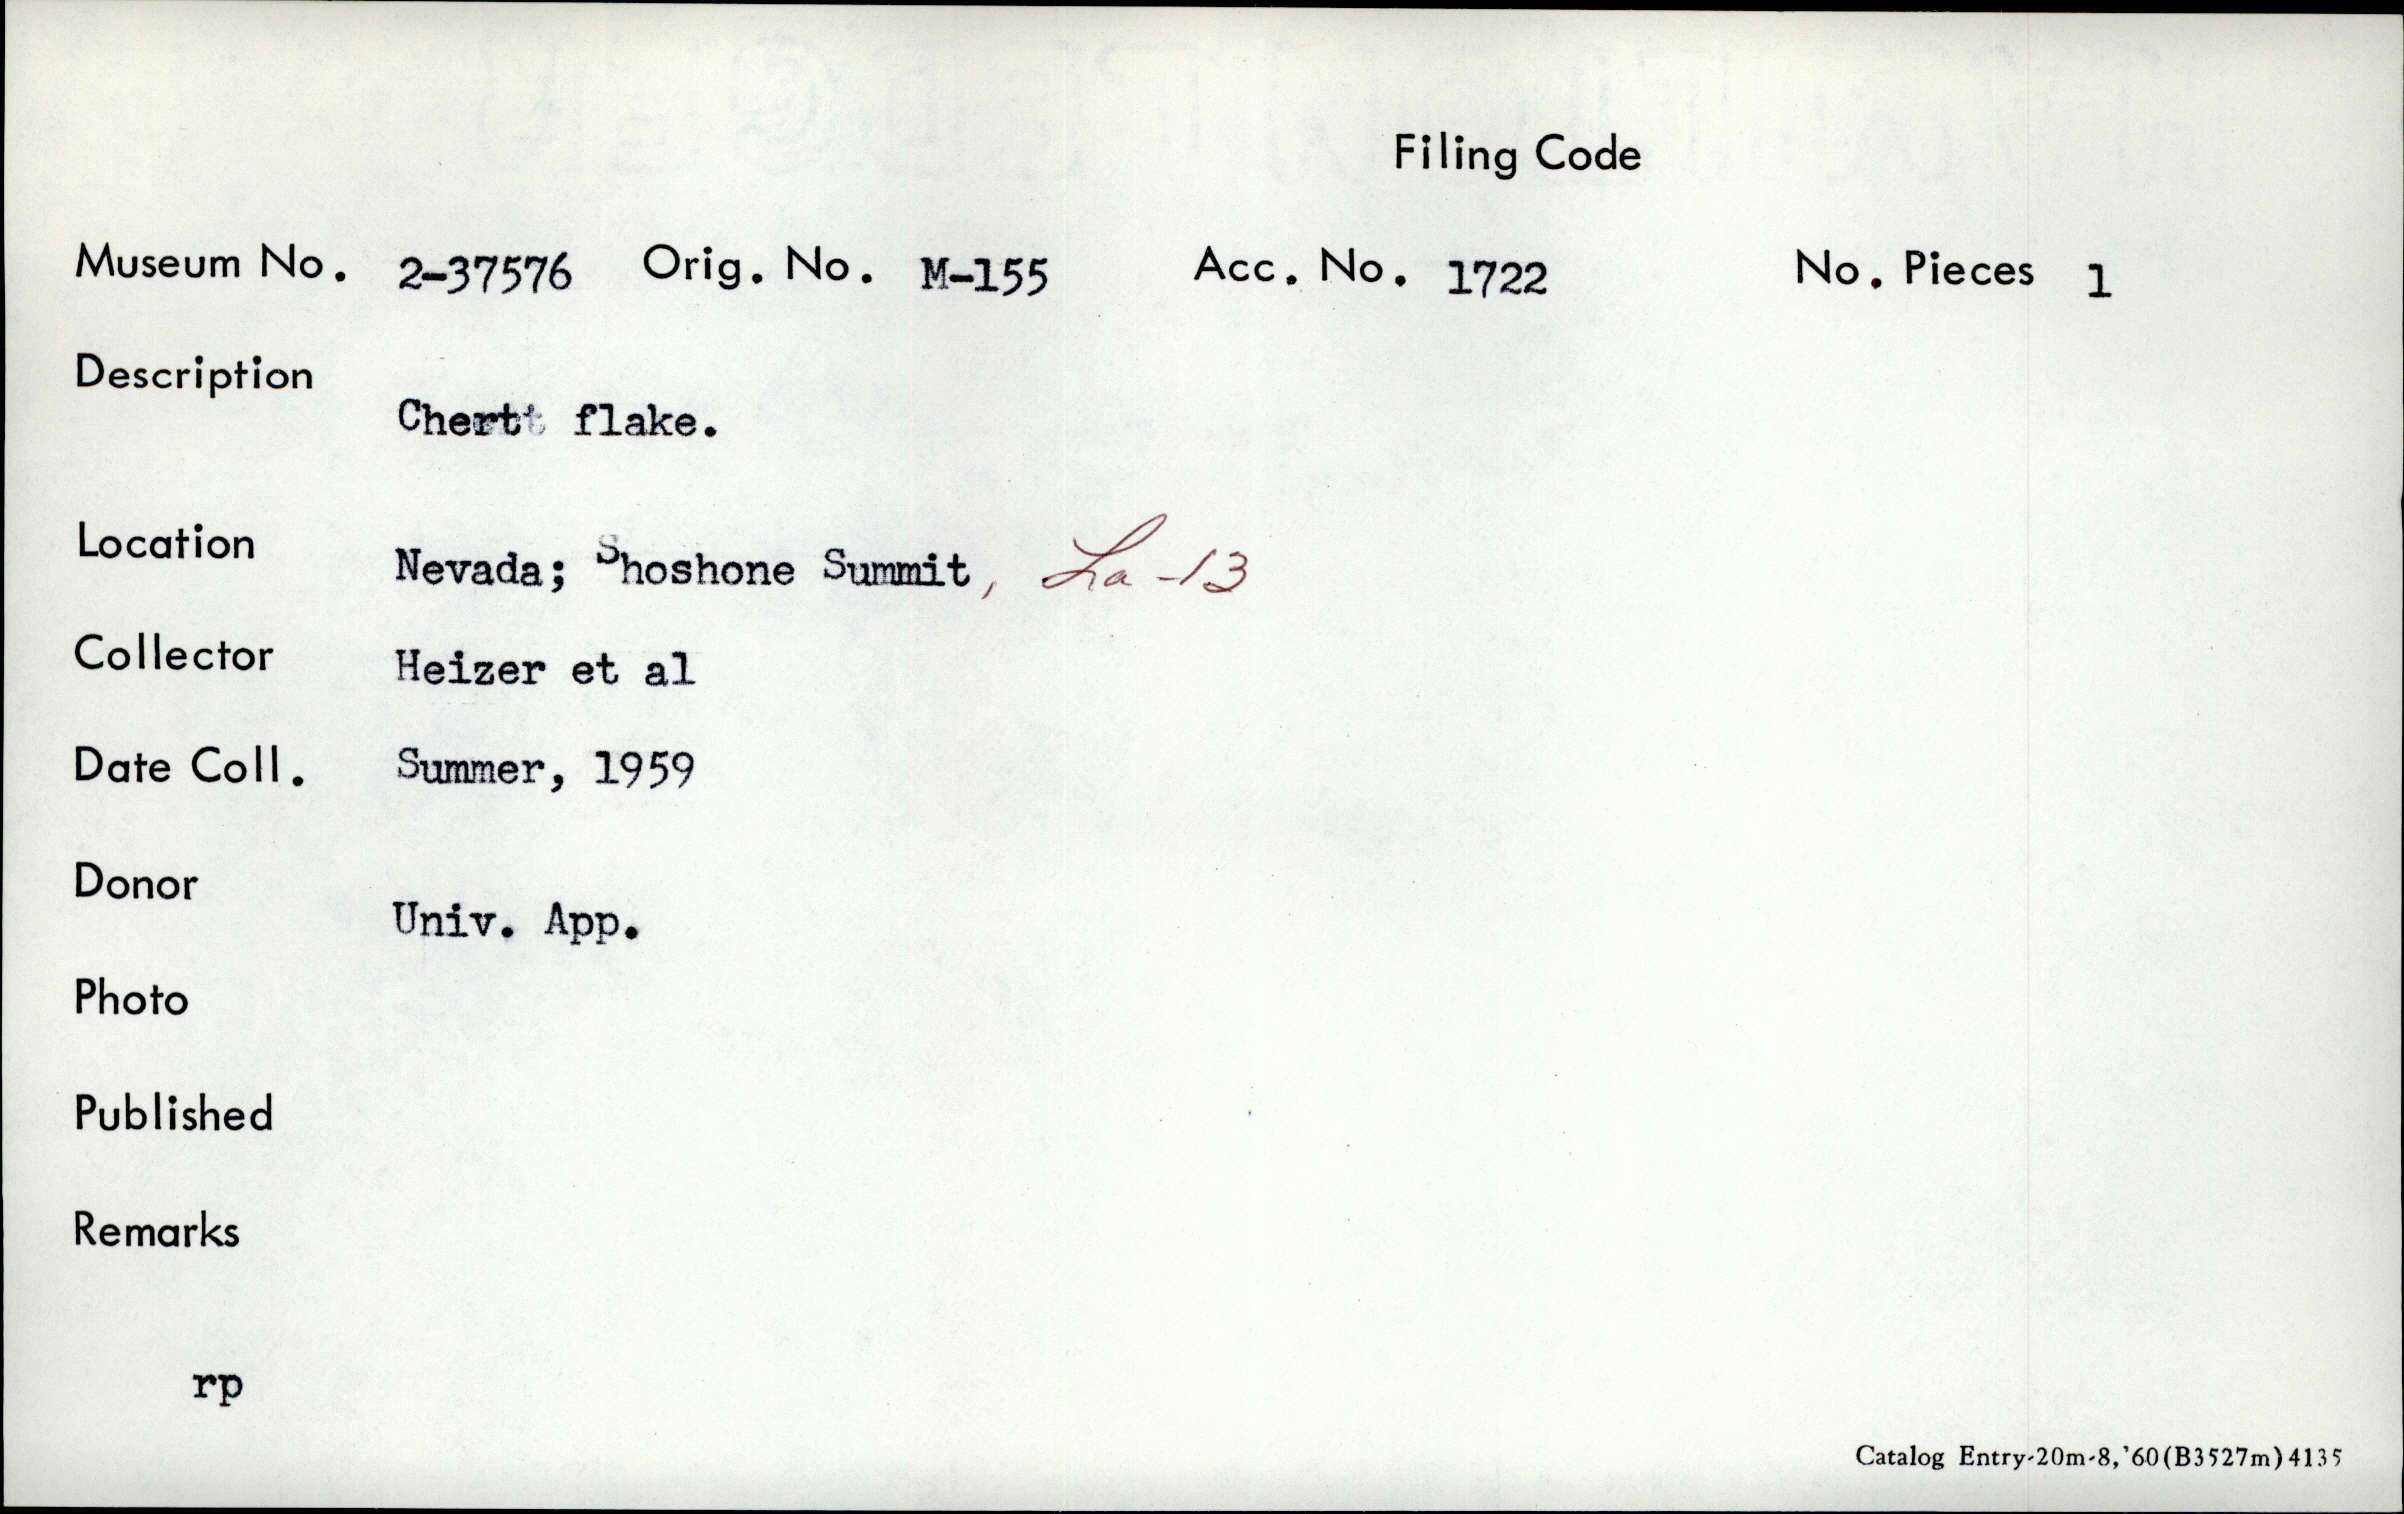 Filing Code
Museum No. 2-37576 Orig. No. M-155 Acc. No. 1722 No. Pieces 1
Description
Chert flake.
Location Nevada; Shoshone Summit, La-13
Collector Heizer et al
Date Coll. Summer, 1959
Donor
Univ. App.
Photo
Published
Remarks
rp
Catalog Entry-20m-8,'60(B3527m)4135